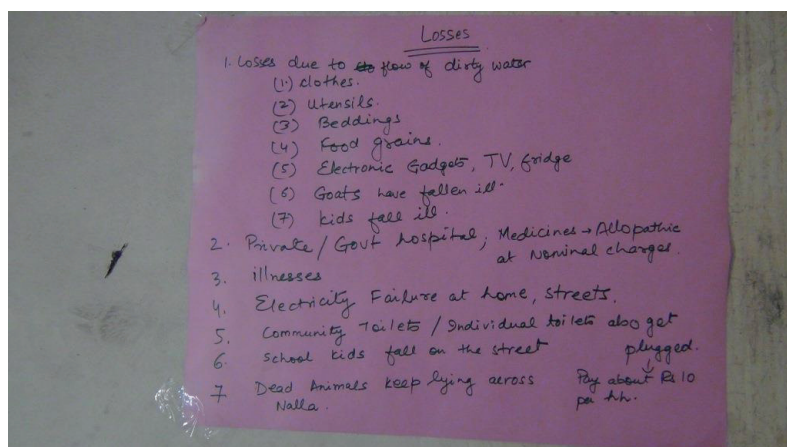 Losses
1. Losses due to flow of dirty water
(1) clothes.
(2) Utensils.
(3) Beddings
(4) Food grains.
(5) Electronic Gadgets, TV, fridge
(6) Goats have fallen ill.
(7) kids fall ill.
2. Private / Govt hospital; Medicines → Allopathic
at Nominal charges.
3. illnesses
4. Electricity Failure at home, streets.
5. Community Toilets / Individual toilets also get
plugged.
6. School kids fall on the street
7 Dead Animals keep lying across
Nalla.
↓
Pay about Rs 10
per hh.